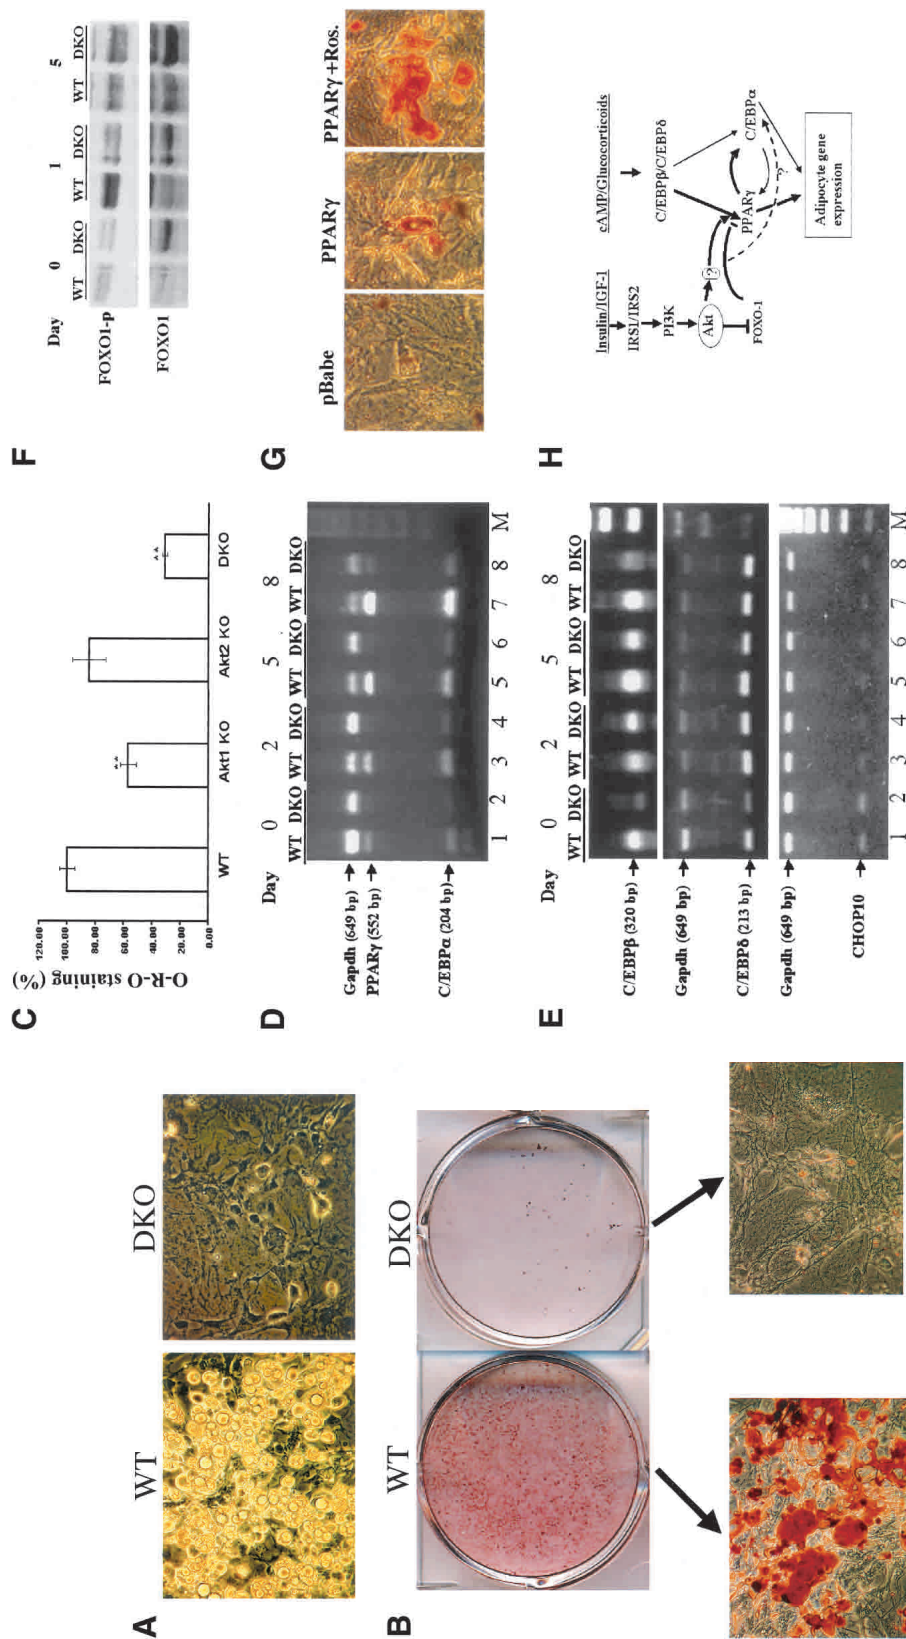 A
WT
DKO
B
WT
DKO
C
O-R-O staining (%)
120.00
100.00
80.00
60.00
40.00
20.00
0.00
**
**
WT
Akt1 KO
Akt2 KO
DKO
D
Day
0
2
5
8
WT DKO WT DKO WT DKO WT DKO
Gapdh (649 bp)
PPARγ (552 bp)
C/EBPα (204 bp)
1 2 3 4 5 6 7 8 M
E
Day
0
2
5
8
WT DKO WT DKO WT DKO WT DKO
C/EBPβ (320 bp)
Gapdh (649 bp)
C/EBPδ (213 bp)
Gapdh (649 bp)
CHOP10
1 2 3 4 5 6 7 8 M
F
Day
0
1
5
WT DKO WT DKO WT DKO
FOXO1-p
FOXO1
G
pBabe
PPARγ
PPARγ+Ros.
H
Insulin/IGF-1
cAMP/Glucocorticoids
IRS1/IRS2
C/EBPβ/C/EBPδ
PI3K
Akt
?
PPARγ
C/EBPα
?
FOXO-1
Adipocyte gene
expression